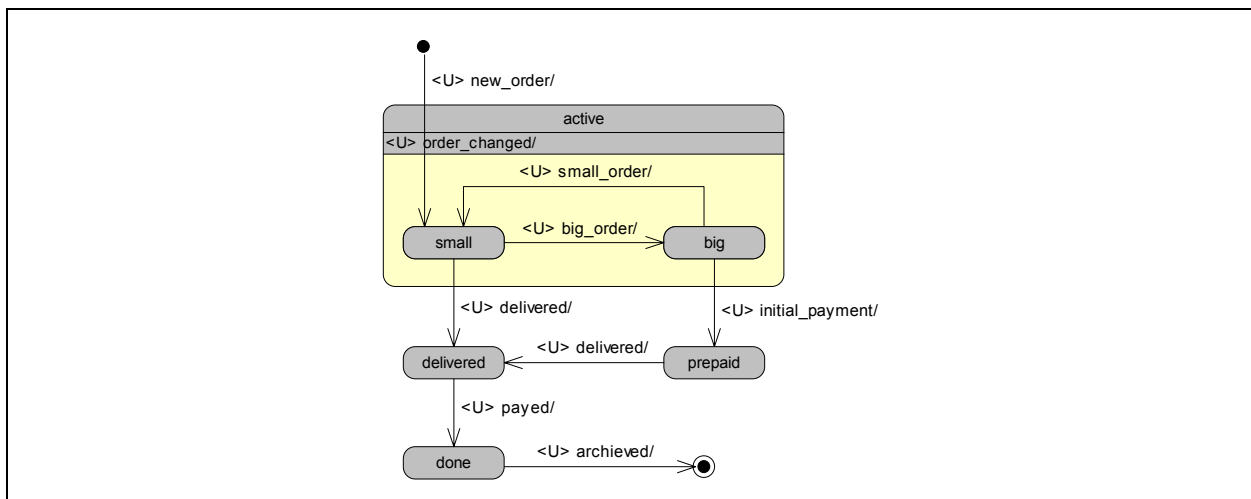 <U> new_order/
active
<U> order_changed/
<U> small_order/
small
<U> big_order/
big
<U> delivered/
<U> initial_payment/
delivered
<U> delivered/
prepaid
<U> payed/
done
<U> archieved/